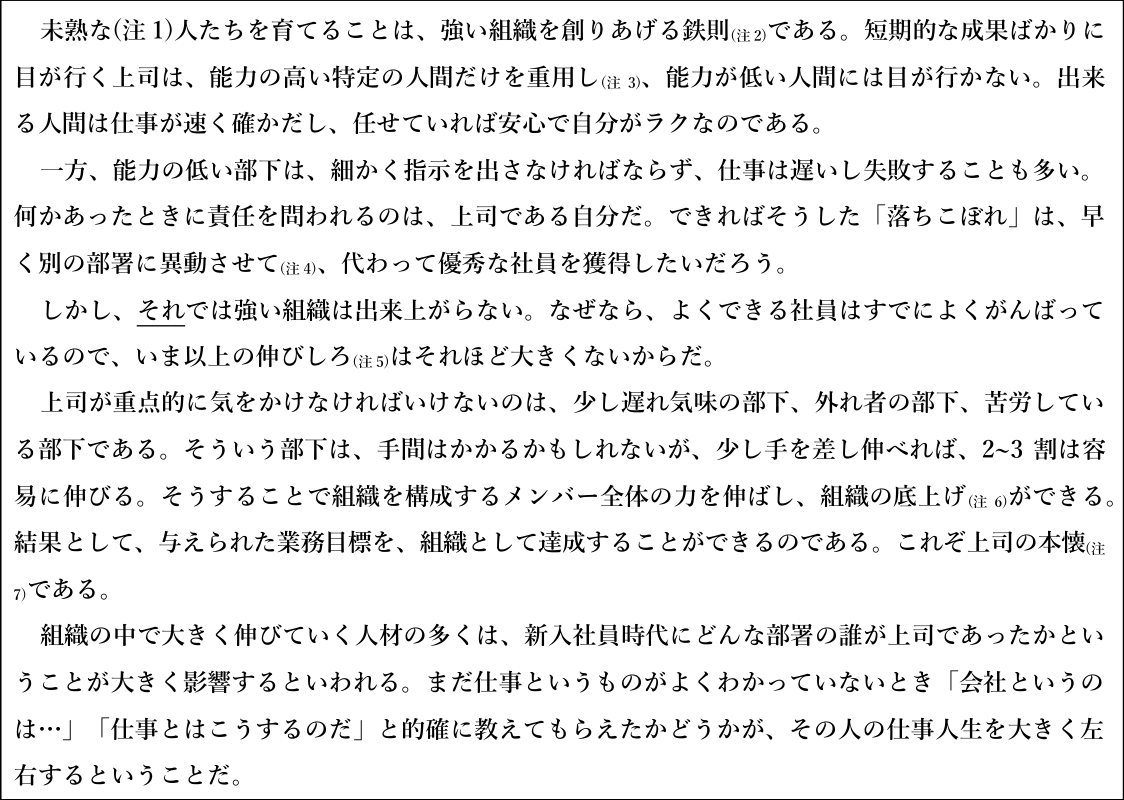 未熟な(注 1)人たちを育てることは、強い組織を創りあげる鉄則(注 2)である。短期的な成果ばかりに
目が行く上司は、能力の高い特定の人間だけを重用し(注 3)、能力が低い人間には目が行かない。出来
る人間は仕事が速く確かだし、任せていれば安心で自分がラクなのである。
一方、能力の低い部下は、細かく指示を出さなければならず、仕事は遅いし失敗することも多い。
何かあったときに責任を問われるのは、上司である自分だ。できればそうした「落ちこぼれ」は、早
く別の部署に異動させて(注 4)、代わって優秀な社員を獲得したいだろう。
しかし、それでは強い組織は出来上がらない。なぜなら、よくできる社員はすでによくがんばって
いるので、いま以上の伸びしろ(注 5)はそれほど大きくないからだ。
上司が重点的に気をかけなければいけないのは、少し遅れ気味の部下、外れ者の部下、苦労してい
る部下である。そういう部下は、手間はかかるかもしれないが、少し手を差し伸べれば、2~3 割は容
易に伸びる。そうすることで組織を構成するメンバー全体の力を伸ばし、組織の底上げ(注 6)ができる。
結果として、与えられた業務目標を、組織として達成することができるのである。これぞ上司の本懐(注
7)である。
組織の中で大きく伸びていく人材の多くは、新入社員時代にどんな部署の誰が上司であったかとい
うことが大きく影響するといわれる。まだ仕事というものがよくわかっていないとき「会社というの
は…」「仕事とはこうするのだ」と的確に教えてもらえたかどうかが、その人の仕事人生を大きく左
右するということだ。